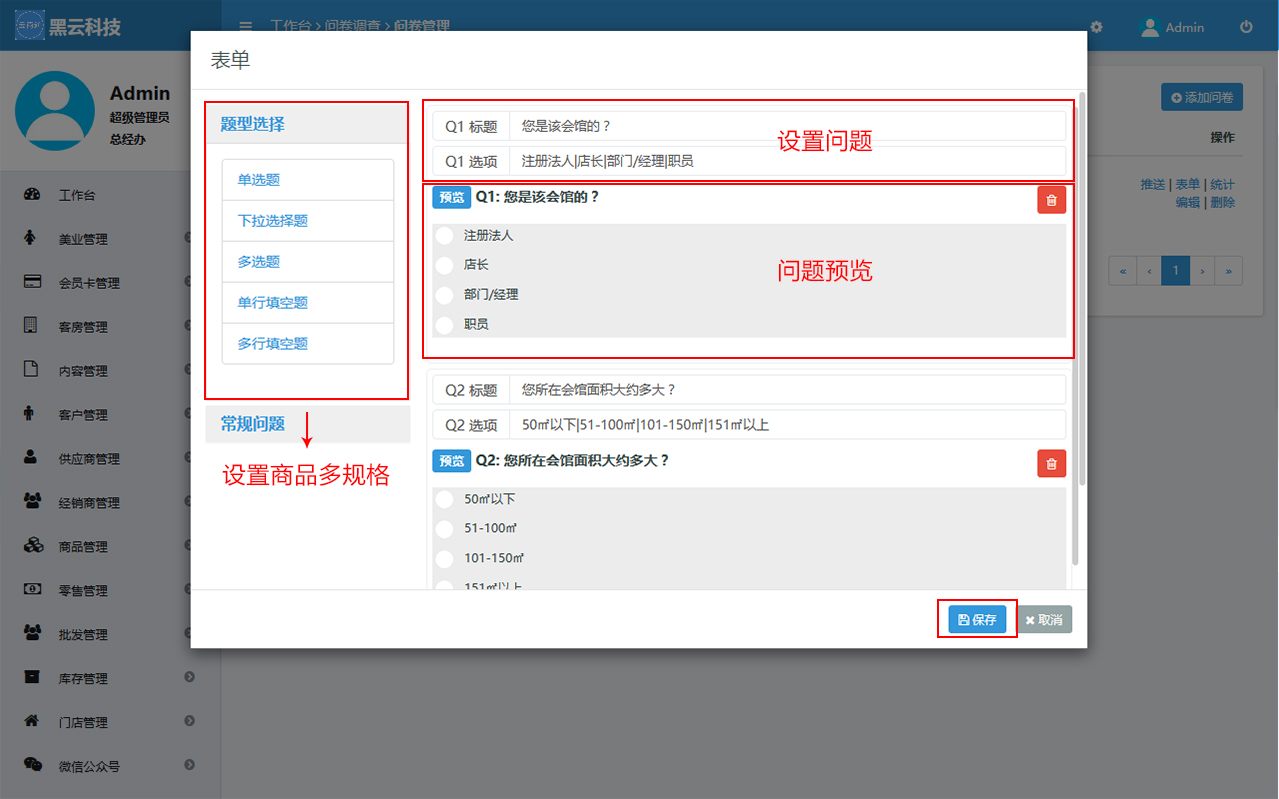 黑云科技
工作台 > 问卷调查 > 问卷管理
Admin
Admin
超级管理员
总经办
工作台
美业管理
会员卡管理
客房管理
内容管理
客户管理
供应商管理
经销商管理
商品管理
零售管理
批发管理
库存管理
门店管理
微信公众号
添加问卷
操作
推送 | 表单 | 统计
编辑 | 删除
« ‹ 1 › »
表单
题型选择
单选题
下拉选择题
多选题
单行填空题
多行填空题
常规问题
设置商品多规格
Q1 标题 您是该会馆的？
Q1 选项 注册法人|店长|部门/经理|职员
设置问题
预览 Q1: 您是该会馆的？
注册法人
店长
部门/经理
职员
问题预览
Q2 标题 您所在会馆面积大约多大？
Q2 选项 50㎡以下|51-100㎡|101-150㎡|151㎡以上
预览 Q2: 您所在会馆面积大约多大？
50㎡以下
51-100㎡
101-150㎡
151㎡以上
保存 取消